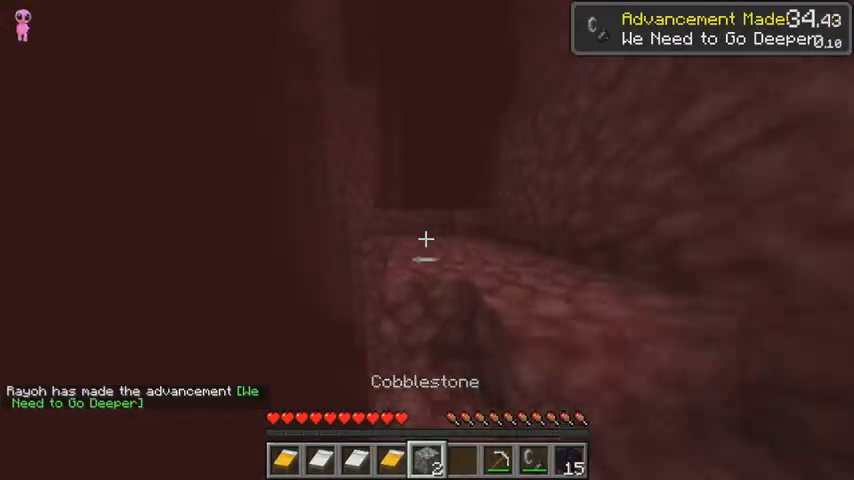 Advancement Made
34.43
We Need to Go Deeper
0.10
Cobblestone
Rayoh has made the advancement [We
Need to Go Deeper]
2
15